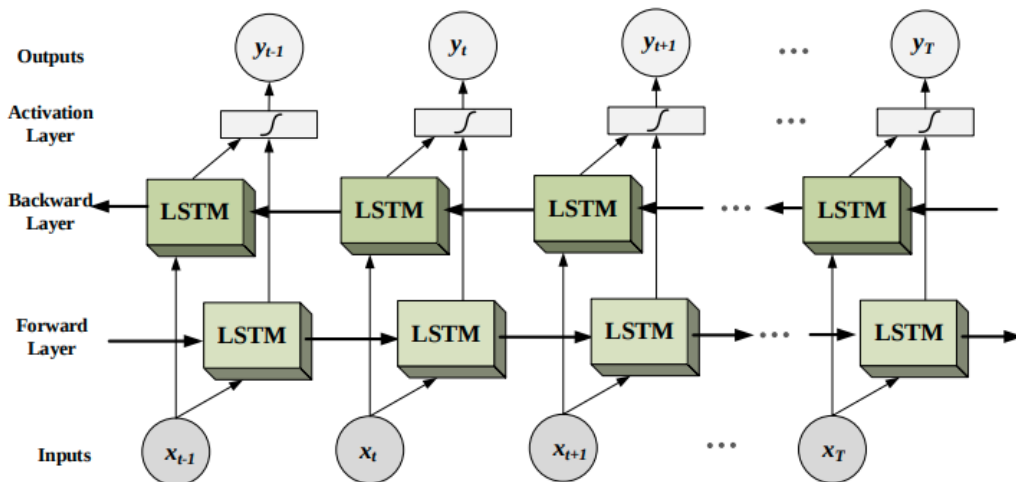 Outputs y_{t-1} y_t y_{t+1} ... y_T
Activation
Layer
∫ ∫ ∫ ... ∫
Backward
Layer
LSTM LSTM LSTM ... LSTM
Forward
Layer
LSTM LSTM LSTM ... LSTM
Inputs x_{t-1} x_t x_{t+1} ... x_T